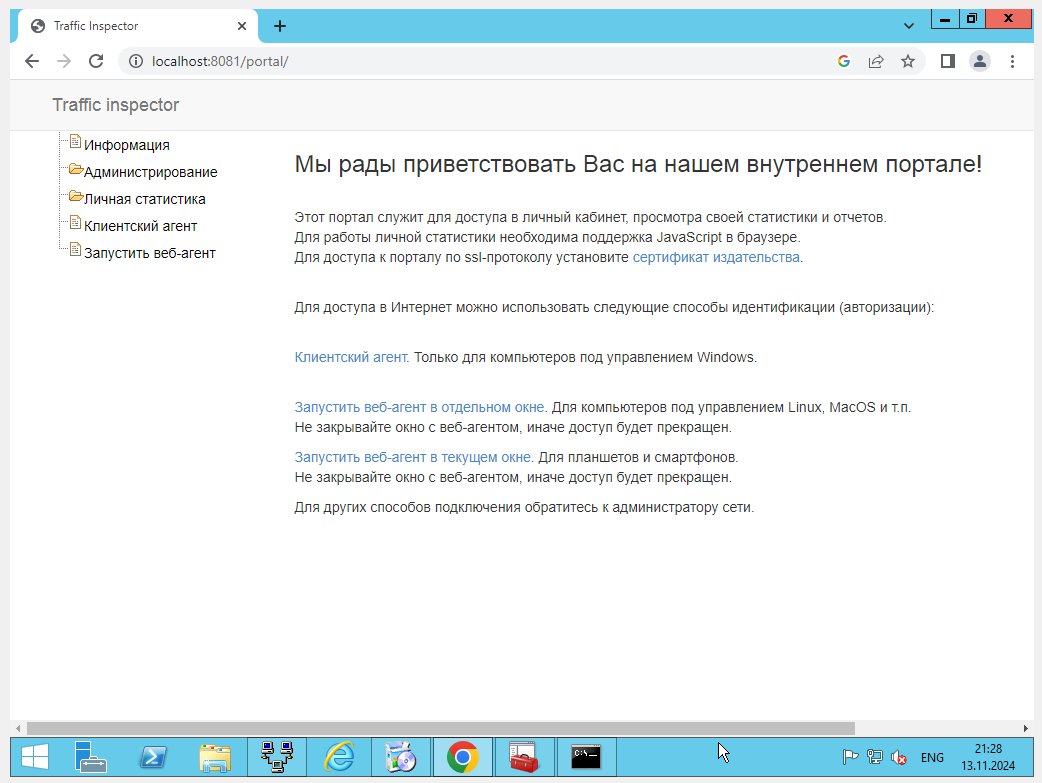 Traffic Inspector
localhost:8081/portal/
Traffic inspector
Информация
Администрирование
Личная статистика
Клиентский агент
Запустить веб-агент
Мы рады приветствовать Вас на нашем внутреннем портале!
Этот портал служит для доступа в личный кабинет, просмотра своей статистики и отчетов.
Для работы личной статистики необходима поддержка JavaScript в браузере.
Для доступа к порталу по ssl-протоколу установите сертификат издательства.
Для доступа в Интернет можно использовать следующие способы идентификации (авторизации):
Клиентский агент. Только для компьютеров под управлением Windows.
Запустить веб-агент в отдельном окне. Для компьютеров под управлением Linux, MacOS и т.п.
Не закрывайте окно с веб-агентом, иначе доступ будет прекращен.
Запустить веб-агент в текущем окне. Для планшетов и смартфонов.
Не закрывайте окно с веб-агентом, иначе доступ будет прекращен.
Для других способов подключения обратитесь к администратору сети.
ENG
21:28
13.11.2024